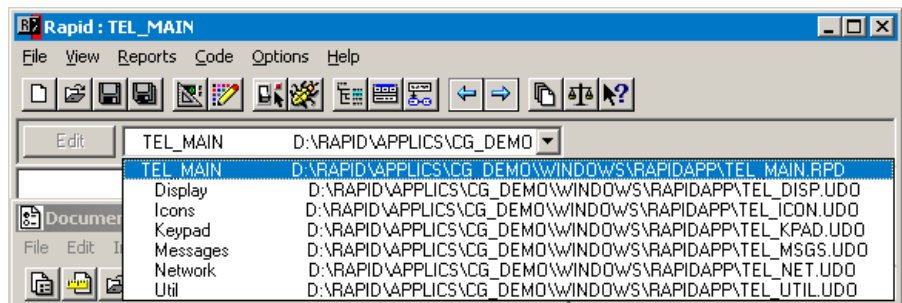 Rapid : TEL_MAIN
File View Reports Code Options Help
Edit TEL_MAIN D:\RAPID\APPLICS\CG_DEMO
TEL_MAIN D:\RAPID\APPLICS\CG_DEMO\WINDOWS\RAPIDAPP\TEL_MAIN.RPD
Display D:\RAPID\APPLICS\CG_DEMO\WINDOWS\RAPIDAPP\TEL_DISP.UDO
Icons D:\RAPID\APPLICS\CG_DEMO\WINDOWS\RAPIDAPP\TEL_ICON.UDO
Keypad D:\RAPID\APPLICS\CG_DEMO\WINDOWS\RAPIDAPP\TEL_KPAD.UDO
Documen
Messages D:\RAPID\APPLICS\CG_DEMO\WINDOWS\RAPIDAPP\TEL_MSGS.UDO
File Edit
Network D:\RAPID\APPLICS\CG_DEMO\WINDOWS\RAPIDAPP\TEL_NET.UDO
Util D:\RAPID\APPLICS\CG_DEMO\WINDOWS\RAPIDAPP\TEL_UTIL.UDO